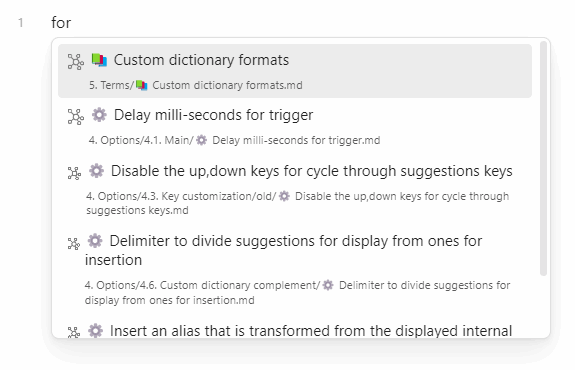 1 for
Custom dictionary formats
5. Terms/ Custom dictionary formats.md
Delay milli-seconds for trigger
4. Options/4.1. Main/ Delay milli-seconds for trigger.md
Disable the up,down keys for cycle through suggestions keys
4. Options/4.3. Key customization/old/ Disable the up,down keys for cycle through
suggestions keys.md
Delimiter to divide suggestions for display from ones for
insertion
4. Options/4.6. Custom dictionary complement/ Delimiter to divide suggestions for
display from ones for insertion.md
Insert an alias that is transformed from the displayed internal